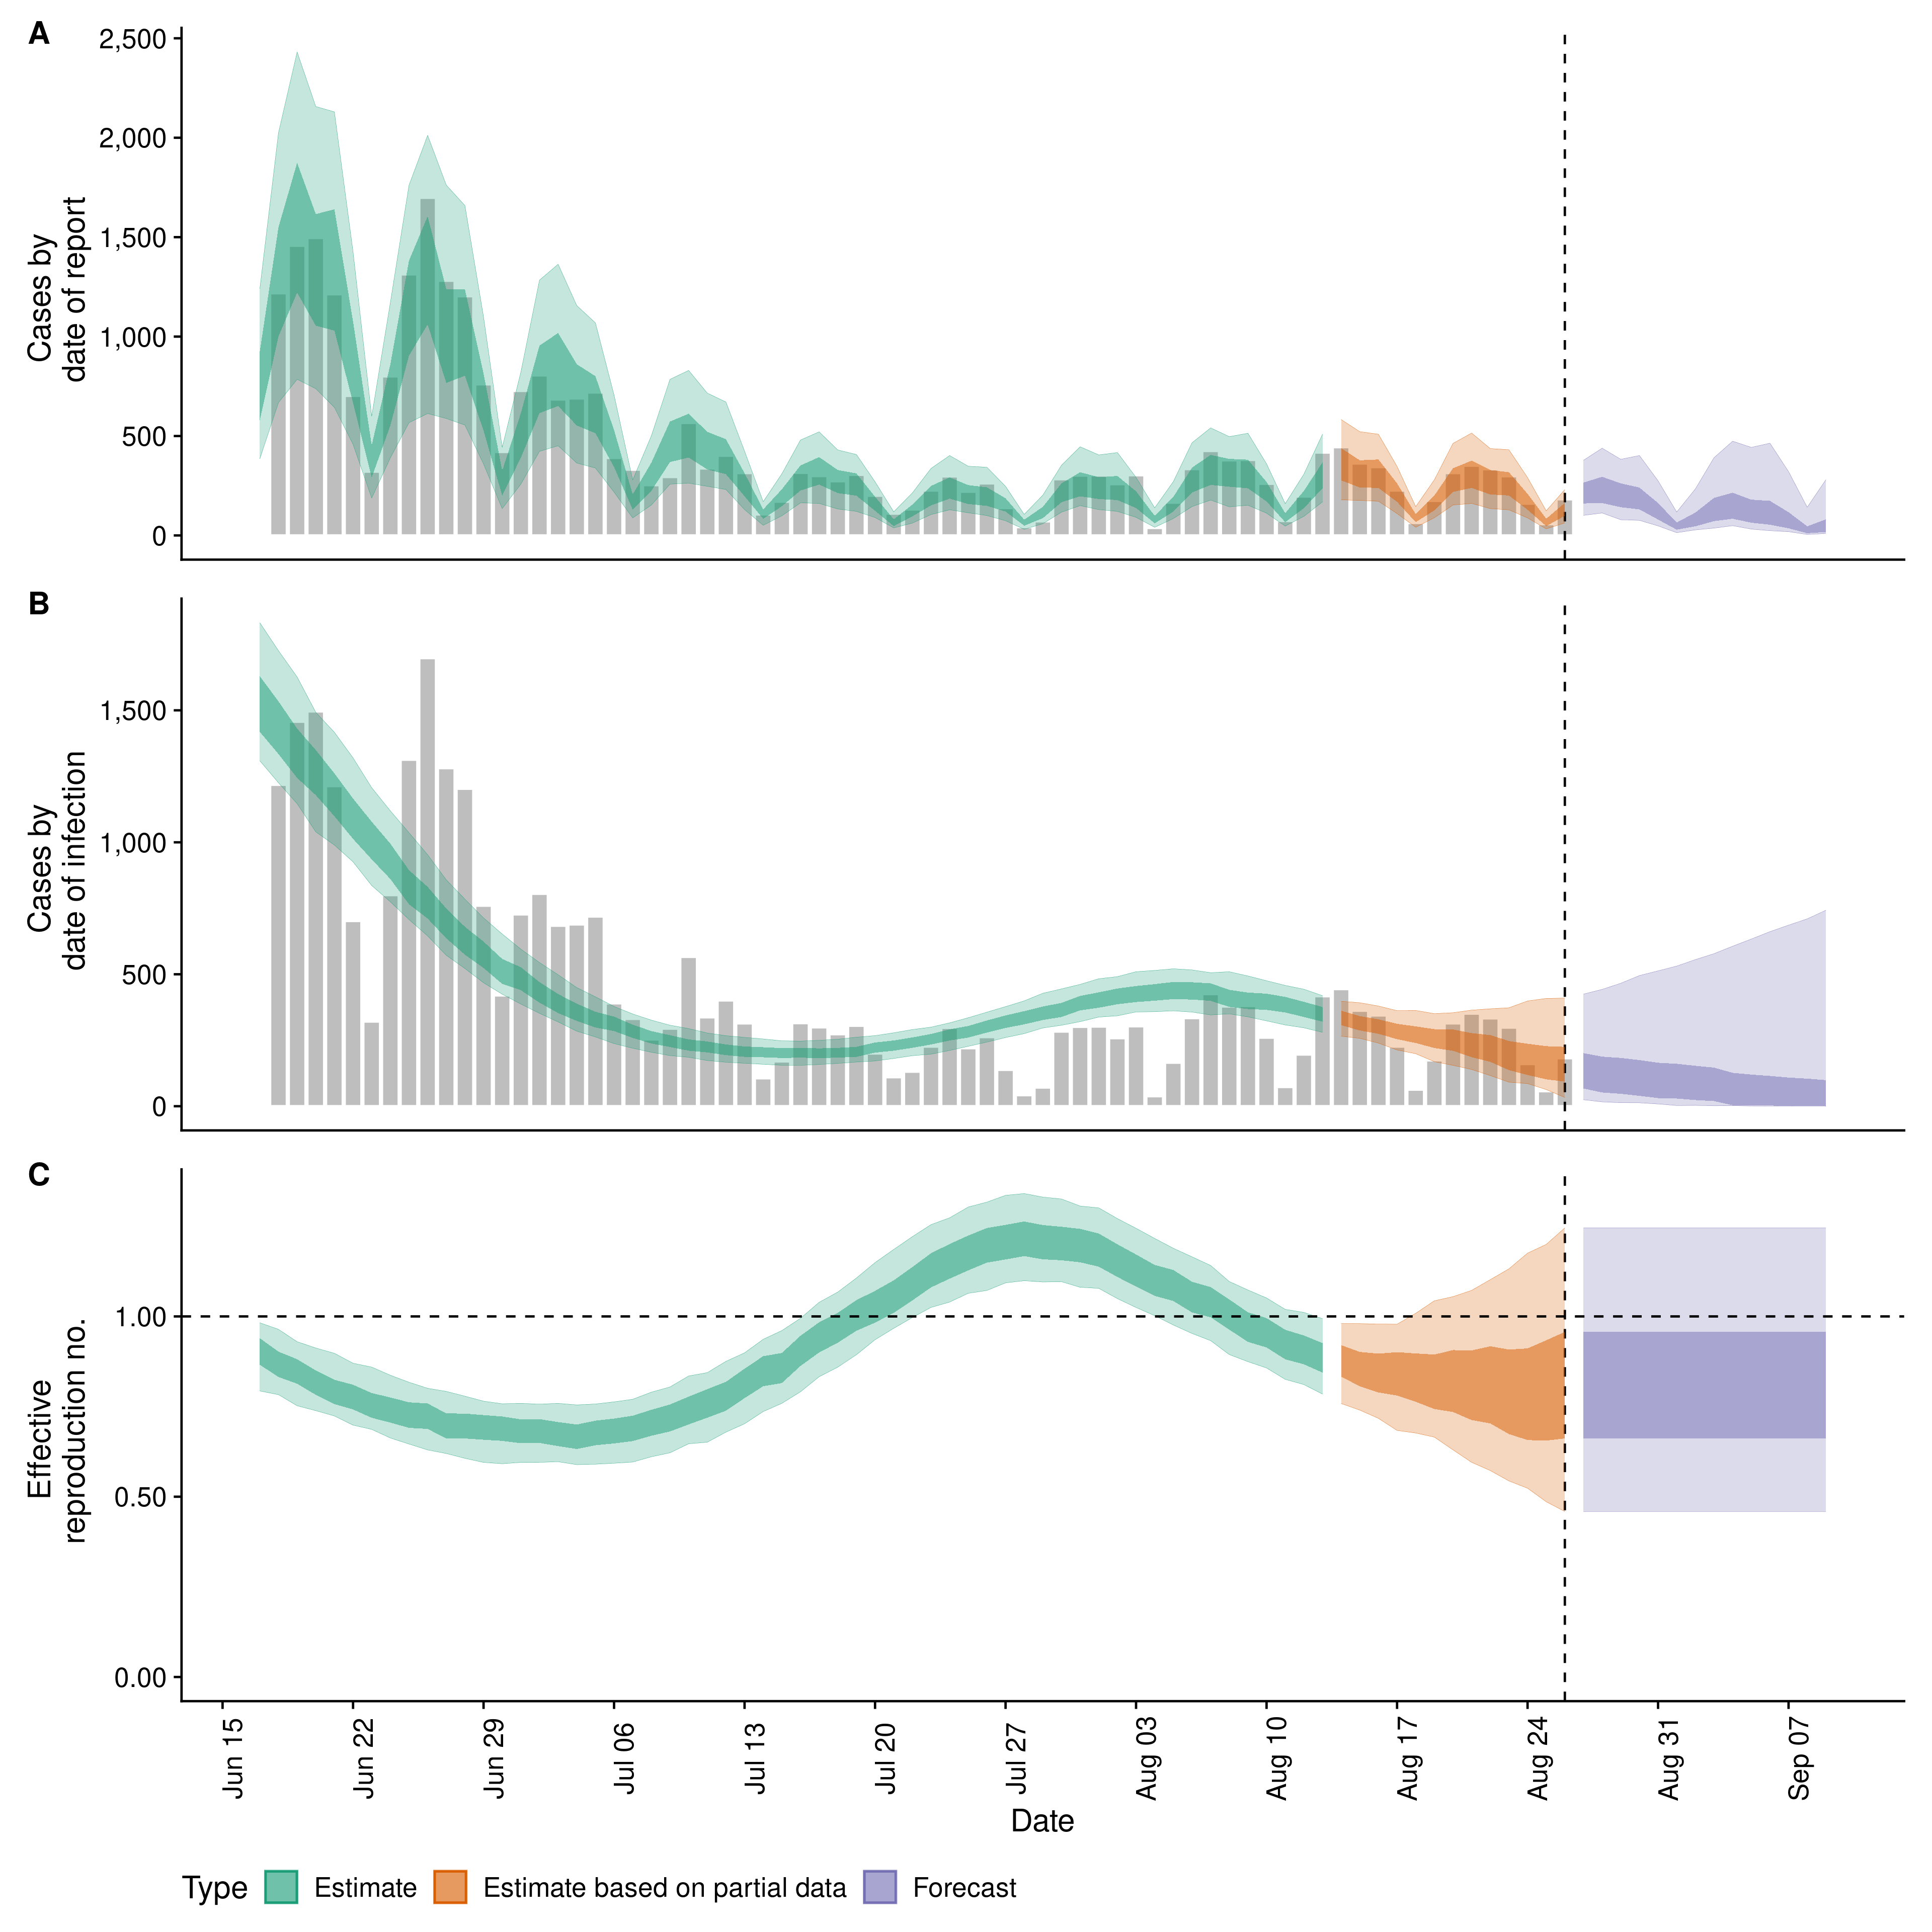 A
Cases by
date of report
2,500
2,000
1,500
1,000
500
0
B
Cases by
date of infection
1,500
1,000
500
0
C
Effective
reproduction no.
1.00
0.50
0.00
Jun 15
Jun 22
Jun 29
Jul 06
Jul 13
Jul 20
Jul 27
Aug 03
Aug 10
Aug 17
Aug 24
Aug 31
Sep 07
Date
Type Estimate Estimate based on partial data Forecast